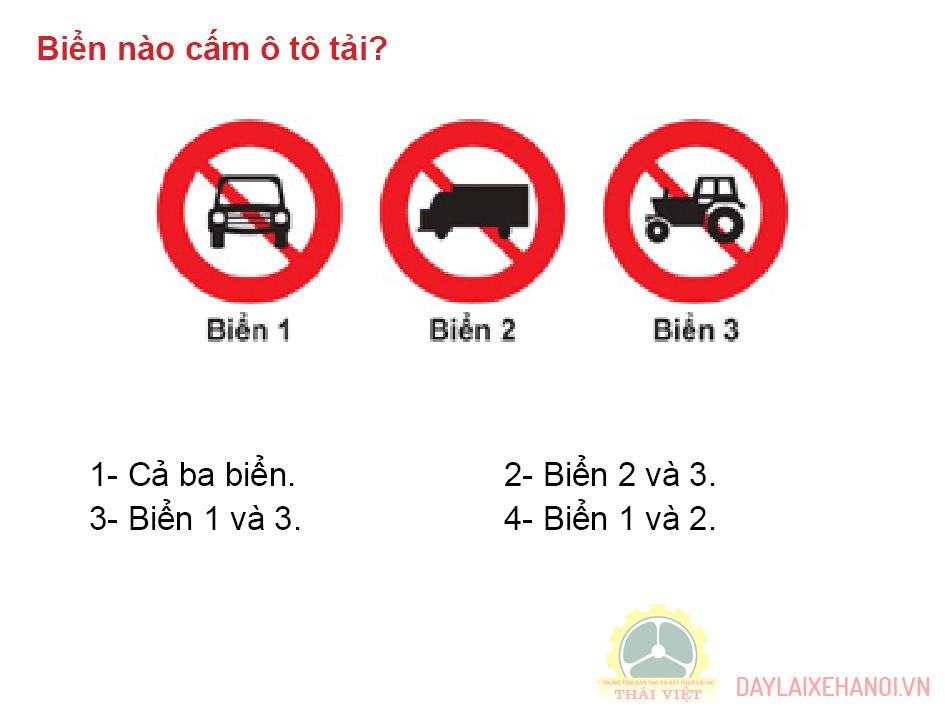 Biển nào cấm ô tô tải?
Biển 1 Biển 2 Biển 3
1- Cả ba biển. 2- Biển 2 và 3.
3- Biển 1 và 3. 4- Biển 1 và 2.
TRUNG TÂM ĐÀO TẠO VÀ SÁT HẠCH LÁI XE
THÁI VIỆT
DAYLAIXEHANOI.VN